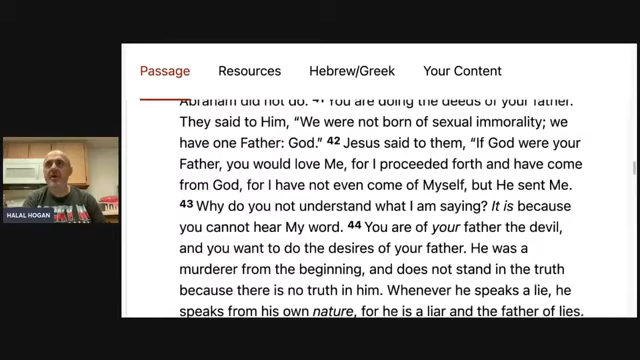 Passage
Resources
Hebrew/Greek
Your Content
Abraham did not do. 41 You are doing the deeds of your father.
They said to Him, “We were not born of sexual immorality; we
have one Father: God.” 42 Jesus said to them, “If God were your
Father, you would love Me, for I proceeded forth and have come
from God, for I have not even come of Myself, but He sent Me.
43 Why do you not understand what I am saying? It is because
you cannot hear My word. 44 You are of your father the devil,
and you want to do the desires of your father. He was a
murderer from the beginning, and does not stand in the truth
because there is no truth in him. Whenever he speaks a lie, he
speaks from his own nature, for he is a liar and the father of lies.
HALAL HOGAN